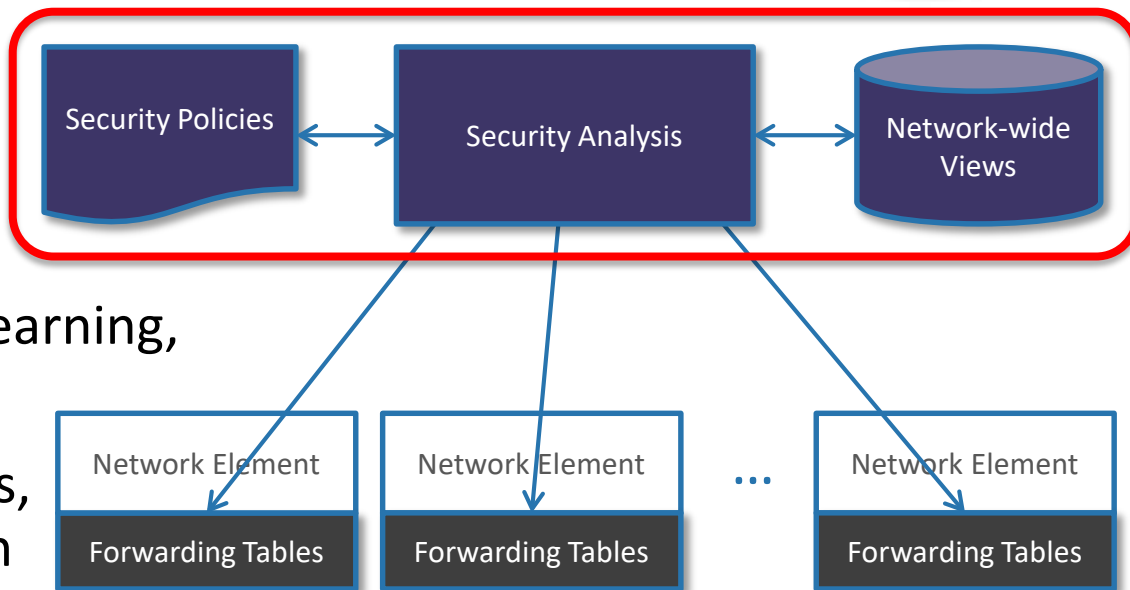 Security Policies
Security Analysis
Network-wide
Views
earning,
Network Element
Network Element
...
Network Element
s,
Forwarding Tables
Forwarding Tables
Forwarding Tables